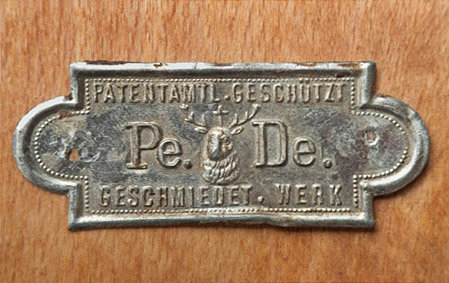 PATENTAMTL. GESCHÜTZT
Pe. De.
GESCHMIEDET. WERK